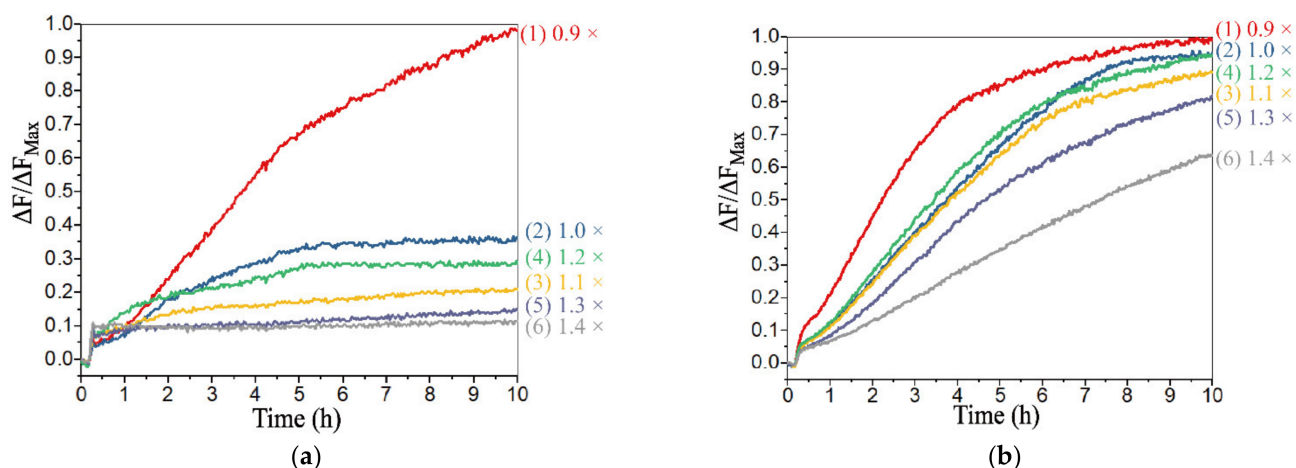 ΔF/ΔF_Max
1.0
0.9
0.8
0.7
0.6
0.5
0.4
0.3
0.2
0.1
0.0
0 1 2 3 4 5 6 7 8 9 10
Time (h)
(1) 0.9 ×
(2) 1.0 ×
(4) 1.2 ×
(3) 1.1 ×
(5) 1.3 ×
(6) 1.4 ×
(a)
ΔF/ΔF_Max
1.0
0.9
0.8
0.7
0.6
0.5
0.4
0.3
0.2
0.1
0.0
0 1 2 3 4 5 6 7 8 9 10
Time (h)
(1) 0.9 ×
(2) 1.0 ×
(4) 1.2 ×
(3) 1.1 ×
(5) 1.3 ×
(6) 1.4 ×
(b)